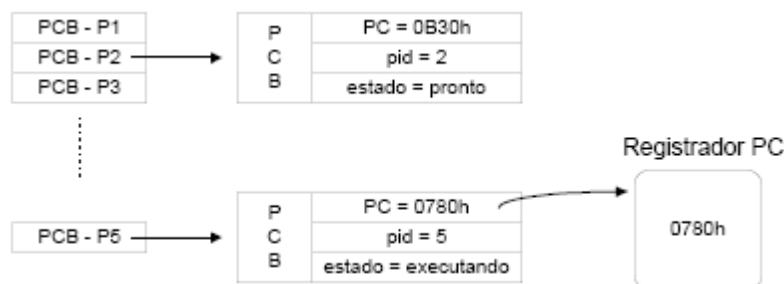 PCB - P1
PCB - P2
PCB - P3
P
C
B
PC = 0B30h
pid = 2
estado = pronto
Registrador PC
PCB - P5
P
C
B
PC = 0780h
pid = 5
estado = executando
0780h